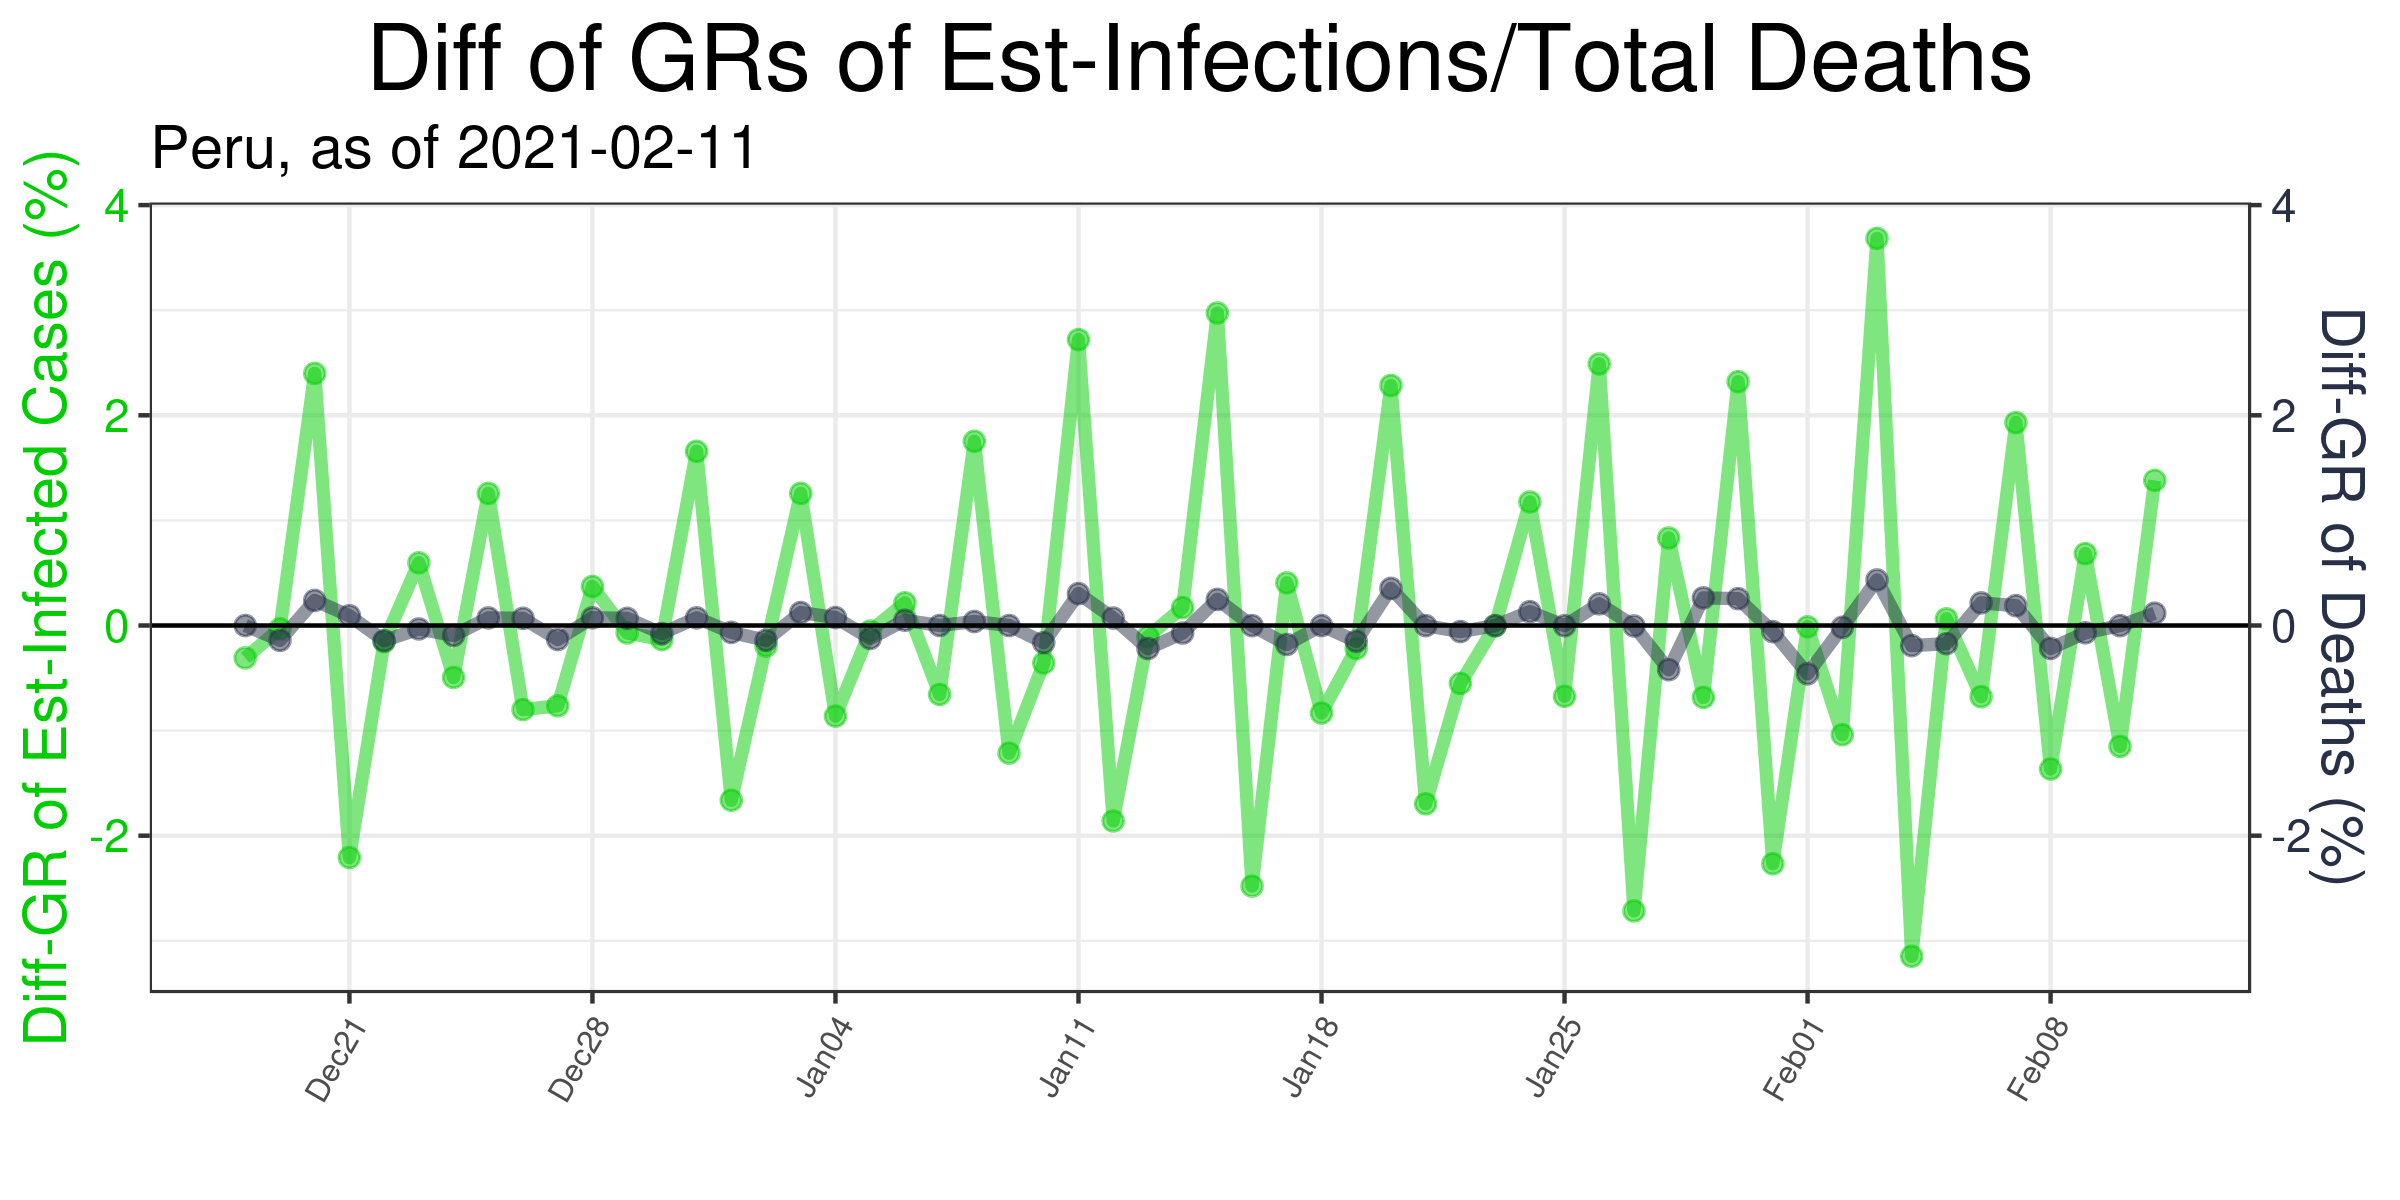 Diff of GRs of Est-Infections/Total Deaths
Peru, as of 2021-02-11
Diff-GR of Est-Infected Cases (%)
4
2
0
-2
4
2
0
-2
Diff-GR of Deaths (%)
Dec21
Dec28
Jan04
Jan11
Jan18
Jan25
Feb01
Feb08